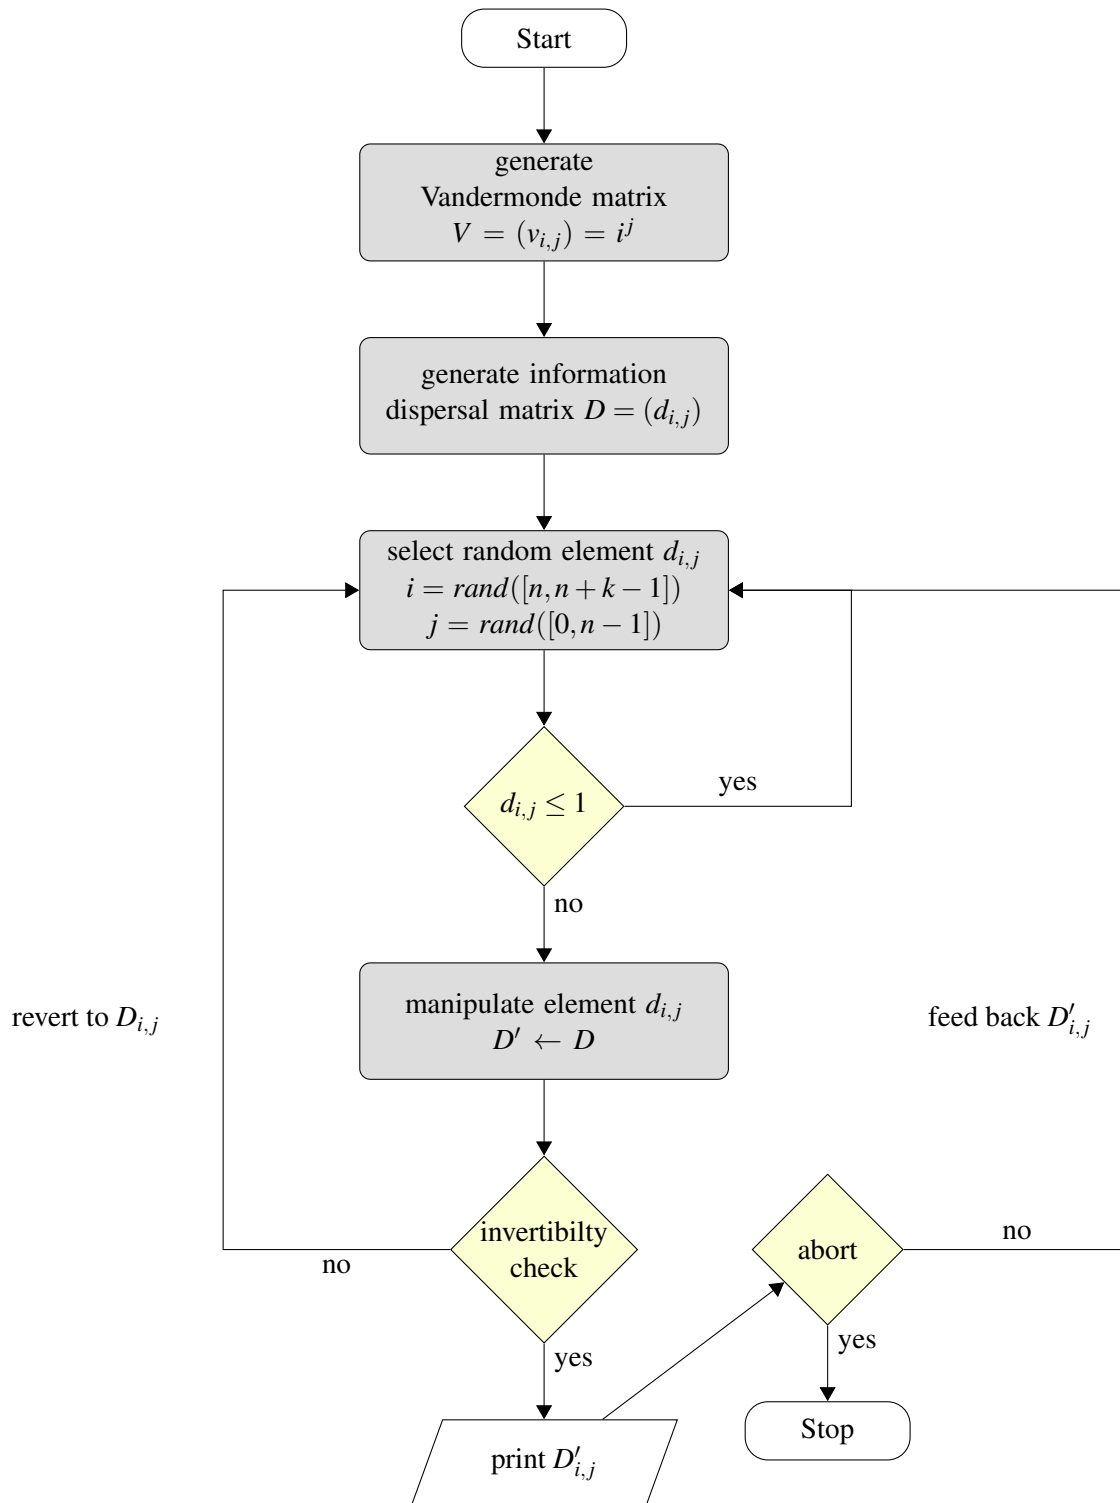 Start
generate
Vandermonde matrix
V = (v_{i,j}) = i^j
generate information
dispersal matrix D = (d_{i,j})
select random element d_{i,j}
i = rand([n, n + k − 1])
j = rand([0, n − 1])
d_{i,j} ≤ 1
yes
no
manipulate element d_{i,j}
D′ ← D
revert to D_{i,j}
feed back D′_{i,j}
invertibilty
check
no
yes
abort
no
yes
print D′_{i,j}
Stop